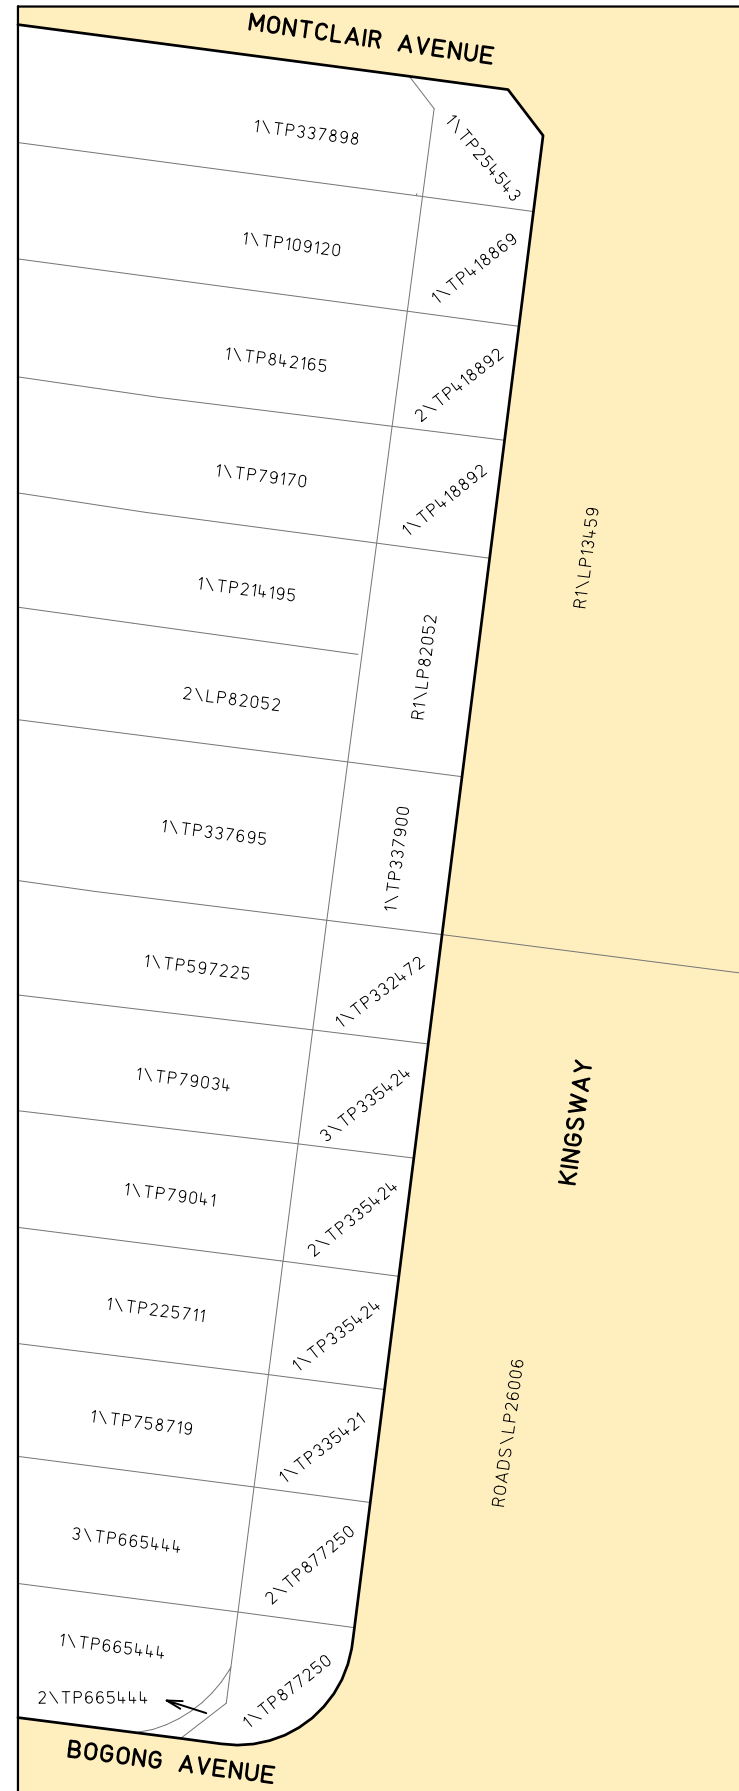 MONTCLAIR AVENUE
1\TP337898
1\TP254543
1\TP109120
1\TP418869
1\TP842165
2\TP418892
1\TP79170
1\TP418892
R1\LP13459
1\TP214195
R1\LP82052
2\LP82052
1\TP337695
1\TP337900
1\TP597225
1\TP332472
1\TP79034
3\TP335424
KINGSWAY
1\TP79041
2\TP335424
1\TP225711
1\TP335424
ROADS\LP26006
1\TP758719
1\TP335421
3\TP665444
2\TP877250
1\TP665444
2\TP665444
1\TP877250
BOGONG AVENUE